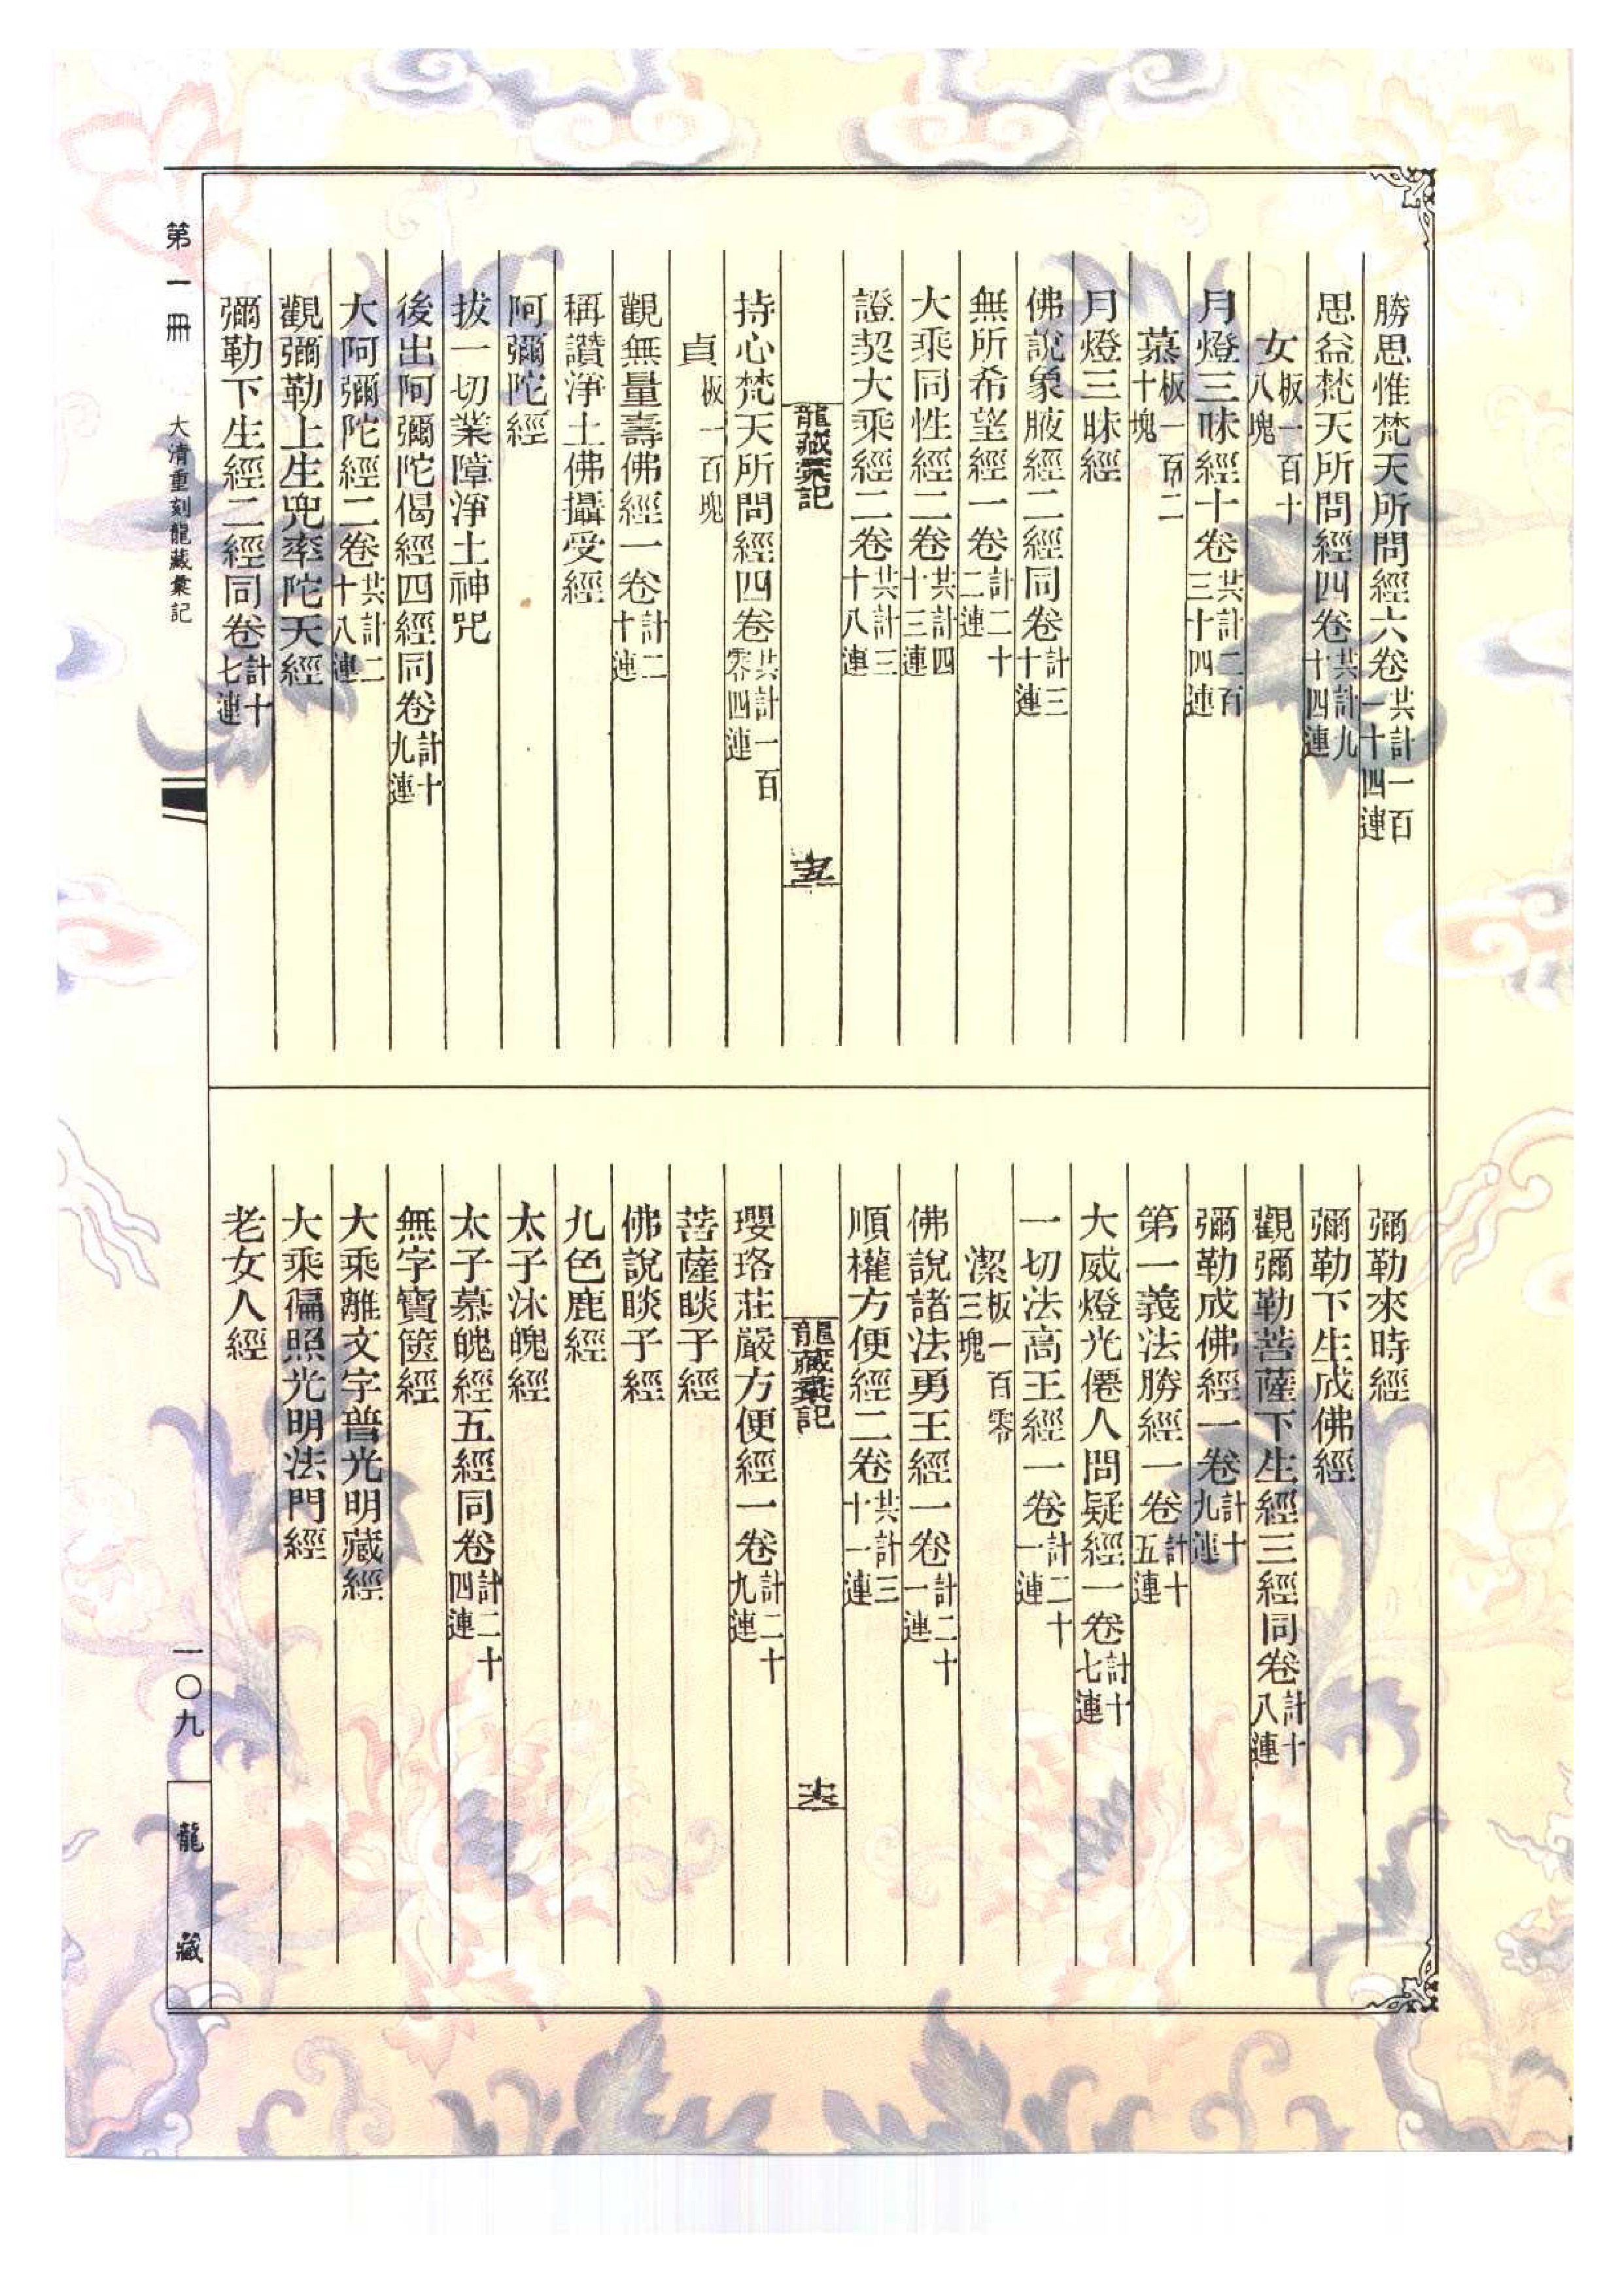 勝思惟梵天所問經六卷共計一百一十四連
思益梵天所問經四卷共計九十四連
女板一百十八塊
月燈三昧經十卷共計二百三十四連
慕板一百二十塊
月燈三昧經
佛說象腋經二經同卷計三十連
無所希望經一卷計二十二連
大乘同性經二卷共計四十三連
證契大乘經二卷共計三十八連
龍藏彙記
十五
持心梵天所問經四卷共計一百零四連
貞板一百塊
觀無量壽佛經一卷計二十連
稱讚淨土佛攝受經
阿彌陀經
拔一切業障淨土神咒
後出阿彌陀偈經四經同卷計十九連
大阿彌陀經二卷共計二十八連
觀彌勒上生兜率陀天經
彌勒下生經二經同卷計十七連
彌勒來時經
彌勒下生成佛經
觀彌勒菩薩下生經三經同卷計十八連
彌勒成佛經一卷計十九連
第一義法勝經一卷計十五連
大威燈光僊人問疑經一卷計十七連
一切法高王經一卷計二十一連
潔板一百零三塊
佛說諸法勇王經一卷計二十一連
順權方便經二卷共計三十一連
龍藏彙記
十六
瓔珞莊嚴方便經一卷計二十九連
菩薩睒子經
佛說睒子經
九色鹿經
太子沐魄經
太子慕魄經五經同卷計二十四連
無字寶篋經
大乘離文字普光明藏經
大乘徧照光明法門經
老女人經
第一冊 大清重刻龍藏彙記
一〇九
龍藏